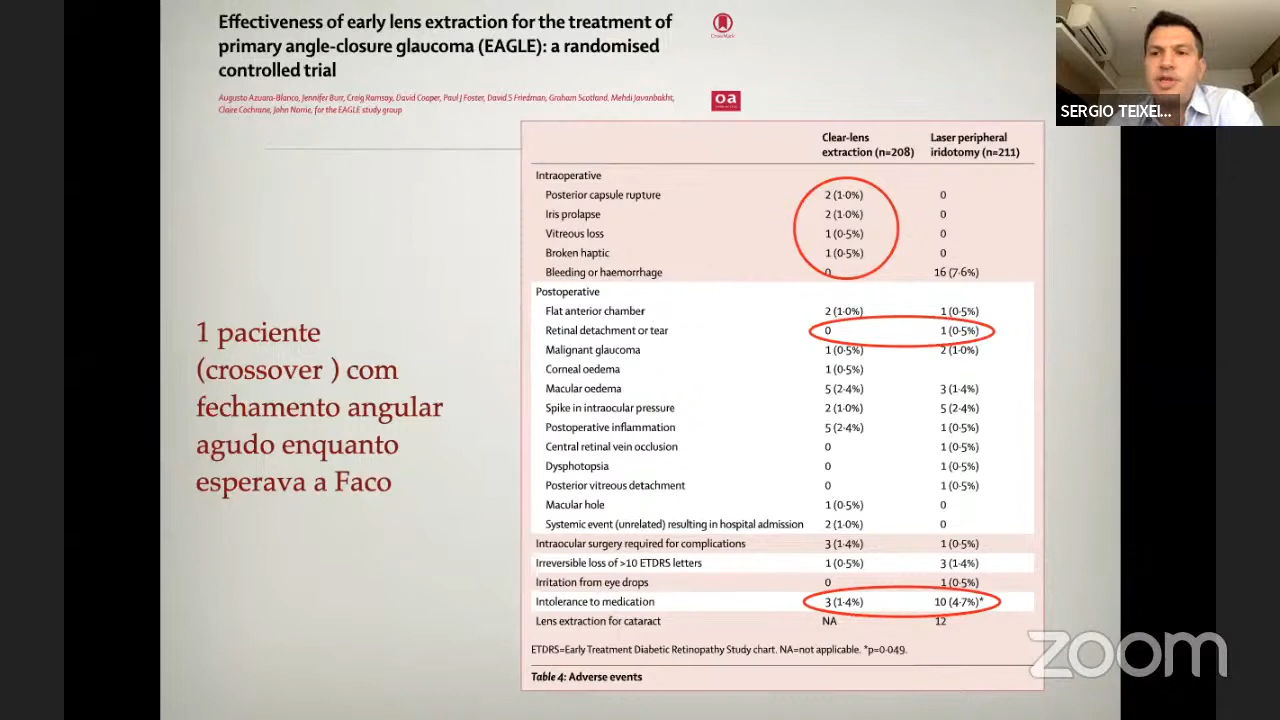 Effectiveness of early lens extraction for the treatment of
primary angle-closure glaucoma (EAGLE): a randomised
controlled trial
CrossMark
Augusto Azuara-Blanco, Jennifer Burr, Craig Ramsay, David Cooper, Paul J Foster, David S Friedman, Graham Scotland, Mehdi Javanbakht,
Claire Cochrane, John Norrie, for the EAGLE study group
oa
SERGIO TEIXEI...
Clear-lens extraction (n=208) Laser peripheral iridotomy (n=211)
Intraoperative
Posterior capsule rupture 2 (1·0%) 0
Iris prolapse 2 (1·0%) 0
Vitreous loss 1 (0·5%) 0
Broken haptic 1 (0·5%) 0
Bleeding or haemorrhage 0 16 (7·6%)
Postoperative
Flat anterior chamber 2 (1·0%) 1 (0·5%)
Retinal detachment or tear 0 1 (0·5%)
Malignant glaucoma 1 (0·5%) 2 (1·0%)
Corneal oedema 1 (0·5%)
Macular oedema 5 (2·4%) 3 (1·4%)
Spike in intraocular pressure 2 (1·0%) 5 (2·4%)
Postoperative inflammation 5 (2·4%) 1 (0·5%)
Central retinal vein occlusion 0 1 (0·5%)
Dysphotopsia 0 1 (0·5%)
Posterior vitreous detachment 0 1 (0·5%)
Macular hole 1 (0·5%) 0
Systemic event (unrelated) resulting in hospital admission 2 (1·0%) 0
Intraocular surgery required for complications 3 (1·4%) 1 (0·5%)
Irreversible loss of >10 ETDRS letters 1 (0·5%) 3 (1·4%)
Irritation from eye drops 0 1 (0·5%)
Intolerance to medication 3 (1·4%) 10 (4·7%)*
Lens extraction for cataract NA 12
ETDRS=Early Treatment Diabetic Retinopathy Study chart. NA=not applicable. *p=0·049.
Table 4: Adverse events
1 paciente
(crossover ) com
fechamento angular
agudo enquanto
esperava a Faco
zoom